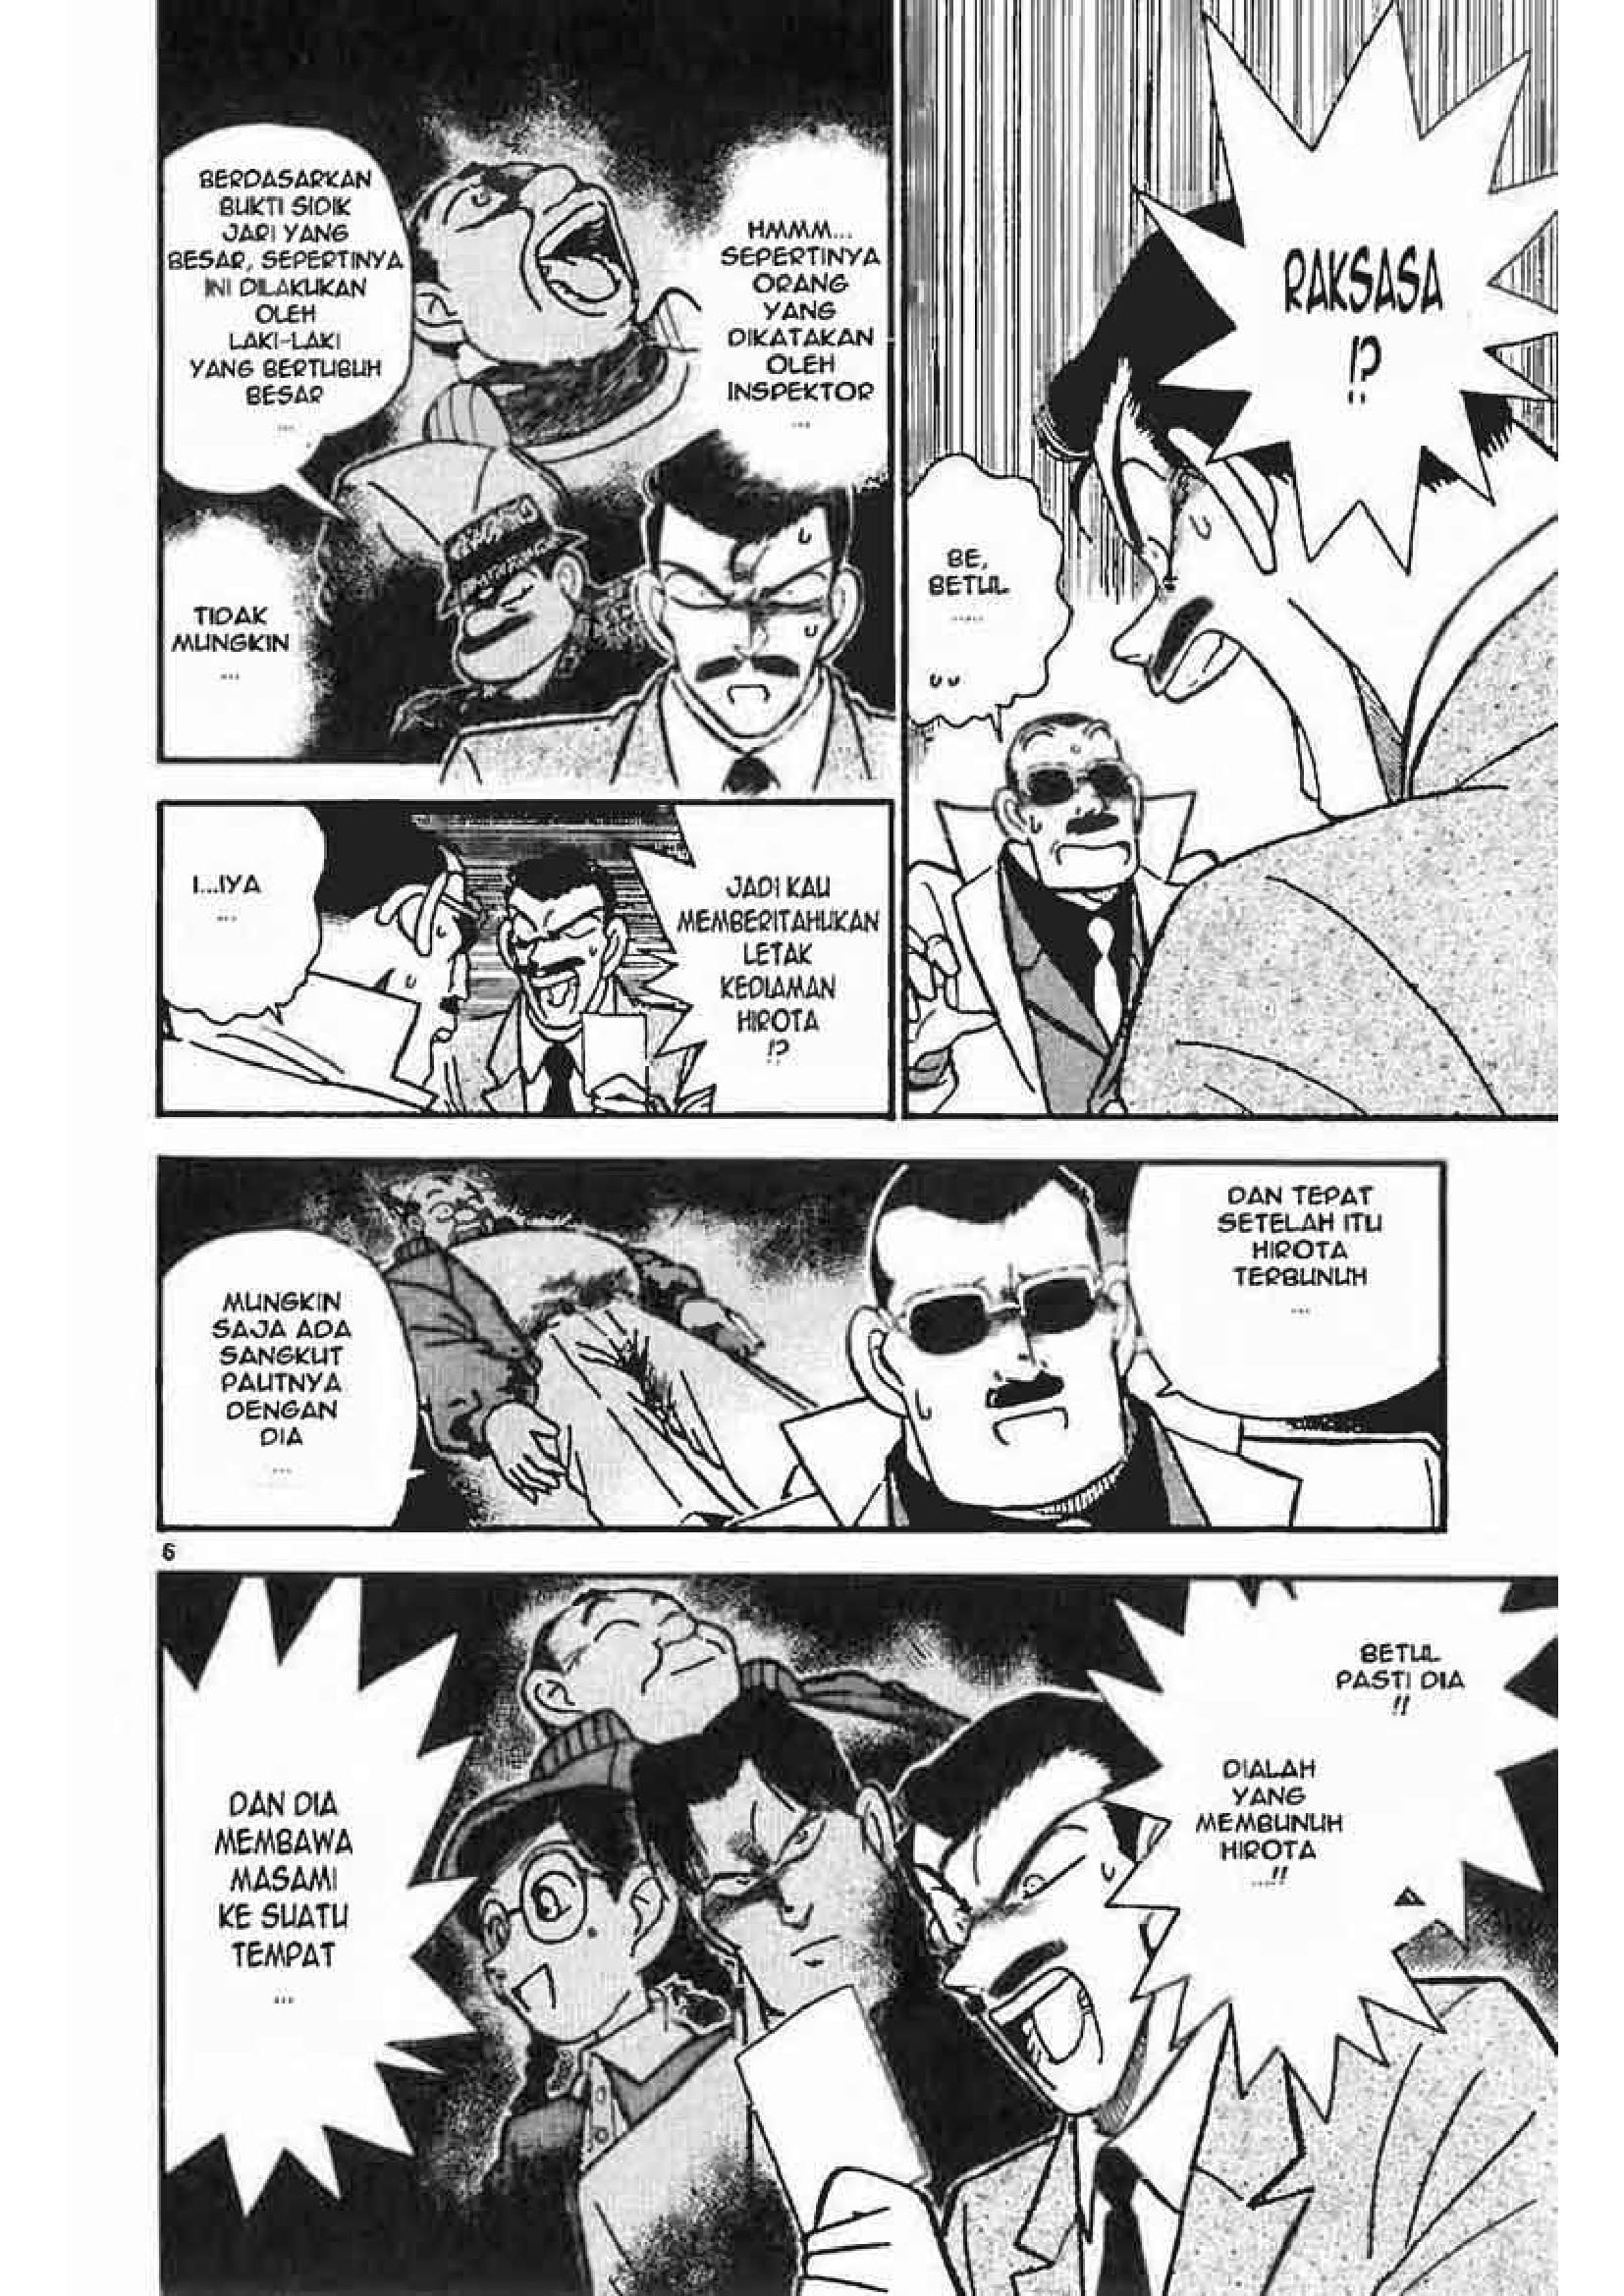 RAKSASA
!?
BE,
BETUL
.....
HMMM...
SEPERTINYA
ORANG
YANG
DIKATAKAN
OLEH
INSPEKTOR
...
BERDASARKAN
BUKTI SIDIK
JARI YANG
BESAR, SEPERTINYA
INI DILAKUKAN
OLEH
LAKI-LAKI
YANG BERTUBUH
BESAR
...
TIDAK
MUNGKIN
...
JADI KAU
MEMBERITAHUKAN
LETAK
KEDIAMAN
HIROTA
!?
I...IYA
...
DAN TEPAT
SETELAH ITU
HIROTA
TERBUNUH
...
MUNGKIN
SAJA ADA
SANGKUT
PAUTNYA
DENGAN
DIA
...
6
BETUL
PASTI DIA
!!
DIALAH
YANG
MEMBUNUH
HIROTA
....!!
DAN DIA
MEMBAWA
MASAMI
KE SUATU
TEMPAT
...